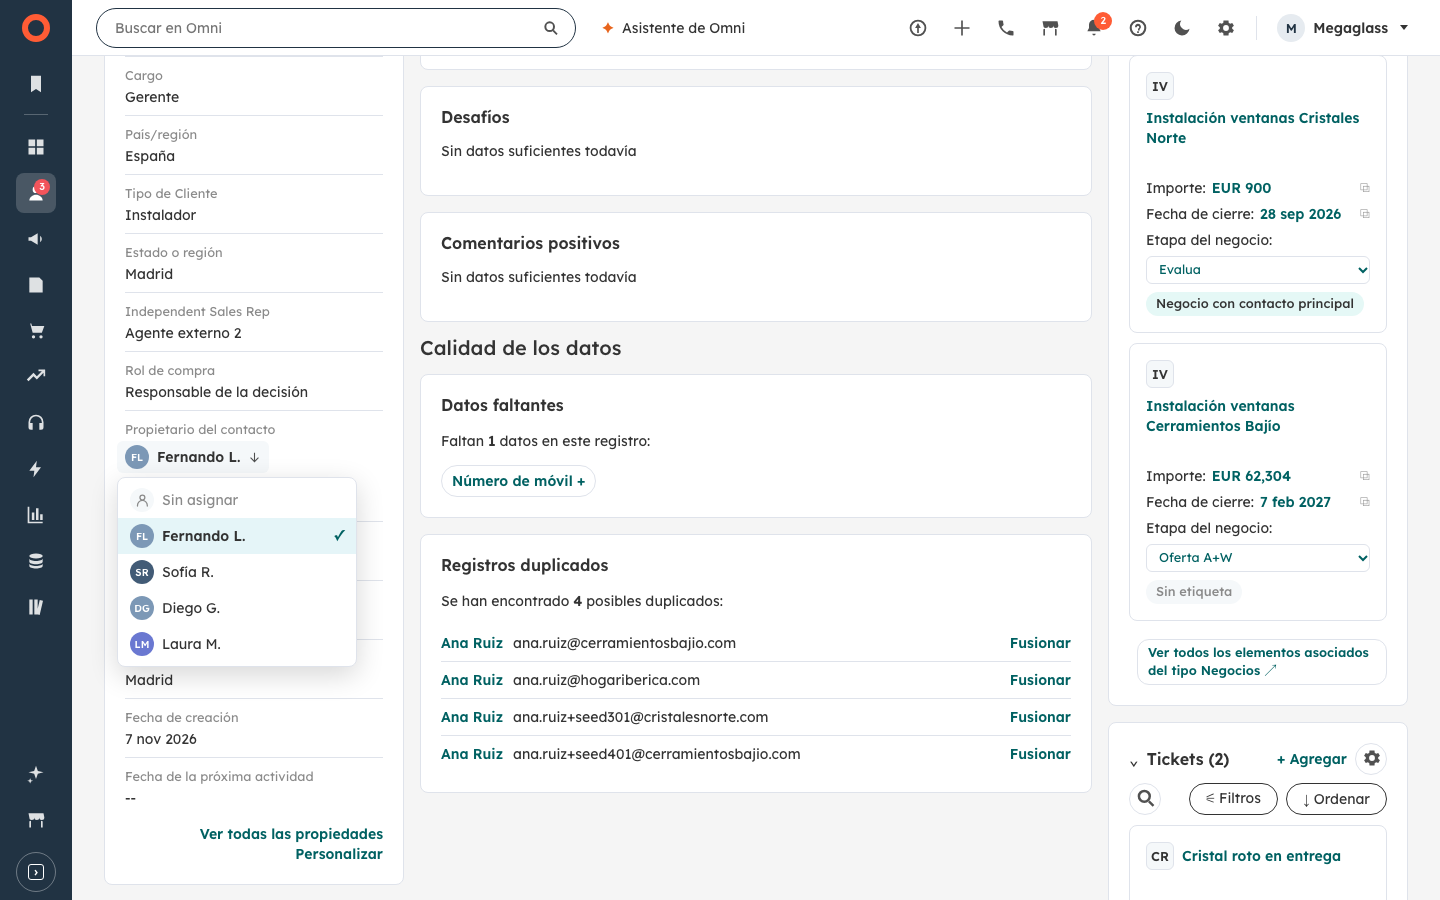 Buscar en Omni
Asistente de Omni
2
M
Megaglass
3
Cargo
Gerente
País/región
España
Tipo de Cliente
Instalador
Estado o región
Madrid
Independent Sales Rep
Agente externo 2
Rol de compra
Responsable de la decisión
Propietario del contacto
FL Fernando L. ↓
Sin asignar
FL Fernando L. ✓
SR Sofía R.
DG Diego G.
LM Laura M.
Madrid
Fecha de creación
7 nov 2026
Fecha de la próxima actividad
--
Ver todas las propiedades
Personalizar
Desafíos
Sin datos suficientes todavía
Comentarios positivos
Sin datos suficientes todavía
Calidad de los datos
Datos faltantes
Faltan 1 datos en este registro:
Número de móvil +
Registros duplicados
Se han encontrado 4 posibles duplicados:
Ana Ruiz ana.ruiz@cerramientosbajio.com Fusionar
Ana Ruiz ana.ruiz@hogariberica.com Fusionar
Ana Ruiz ana.ruiz+seed301@cristalesnorte.com Fusionar
Ana Ruiz ana.ruiz+seed401@cerramientosbajio.com Fusionar
IV
Instalación ventanas Cristales
Norte
Importe: EUR 900
Fecha de cierre: 28 sep 2026
Etapa del negocio:
Evalua
Negocio con contacto principal
IV
Instalación ventanas
Cerramientos Bajío
Importe: EUR 62,304
Fecha de cierre: 7 feb 2027
Etapa del negocio:
Oferta A+W
Sin etiqueta
Ver todos los elementos asociados
del tipo Negocios ↗
Tickets (2)
+ Agregar
Filtros
↓ Ordenar
CR Cristal roto en entrega